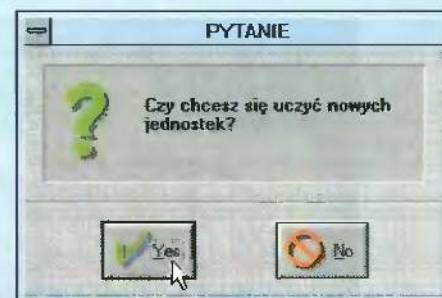 PYTANIE
Czy chcesz się uczyć nowych
jednostek?
Yes
No